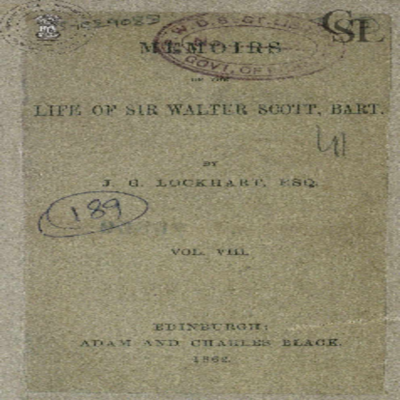 MEMOIRS
OF THE
LIFE OF SIR WALTER SCOTT, BART.
BY
J. G. LOCKHART, ESQ.
189
VOL. VIII.
EDINBURGH:
ADAM AND CHARLES BLACK.
1862.